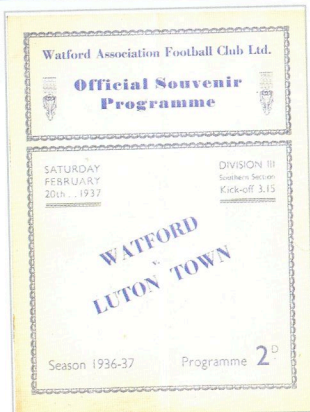 Watford Association Football Club Ltd.
Official Souvenir
Programme
SATURDAY
FEBRUARY
20th . . 1937
DIVISION III
Southern Section
Kick-off 3.15
WATFORD
v.
LUTON TOWN
Season 1936-37
Programme 2D